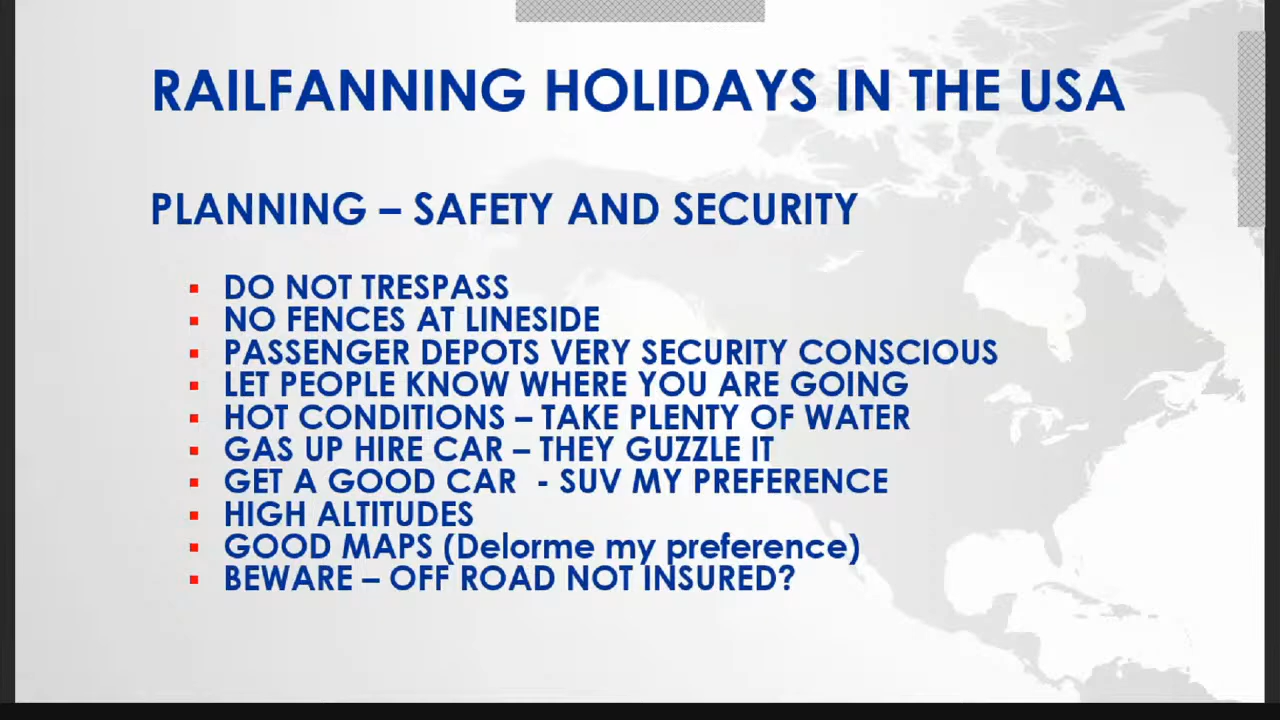 RAILFANNING HOLIDAYS IN THE USA
PLANNING – SAFETY AND SECURITY
▪ DO NOT TRESPASS
▪ NO FENCES AT LINESIDE
▪ PASSENGER DEPOTS VERY SECURITY CONSCIOUS
▪ LET PEOPLE KNOW WHERE YOU ARE GOING
▪ HOT CONDITIONS – TAKE PLENTY OF WATER
▪ GAS UP HIRE CAR – THEY GUZZLE IT
▪ GET A GOOD CAR - SUV MY PREFERENCE
▪ HIGH ALTITUDES
▪ GOOD MAPS (Delorme my preference)
▪ BEWARE – OFF ROAD NOT INSURED?